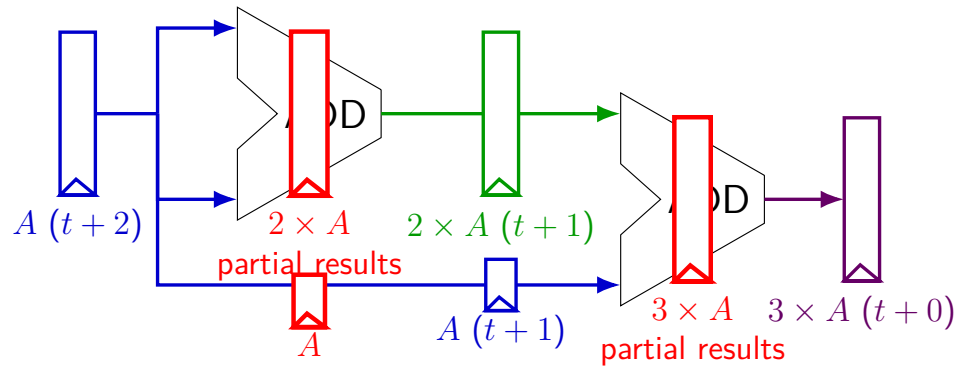 ADD
A (t + 2)
2 × A
partial results
2 × A (t + 1)
ADD
A
A (t + 1)
3 × A
partial results
3 × A (t + 0)